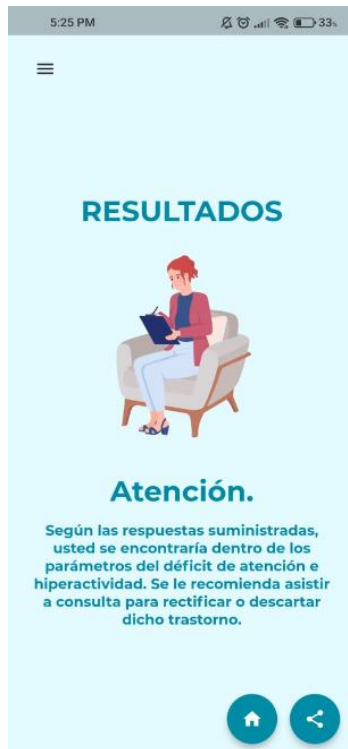 5:25 PM
33%
RESULTADOS
Atención.
Según las respuestas suministradas,
usted se encontraría dentro de los
parámetros del déficit de atención e
hiperactividad. Se le recomienda asistir
a consulta para rectificar o descartar
dicho trastorno.